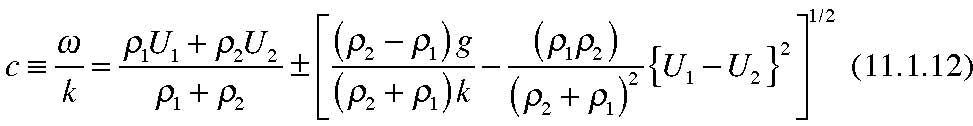 c ≡ ω/k = (ρ₁U₁ + ρ₂U₂)/(ρ₁ + ρ₂) ± [ (ρ₂ − ρ₁)g/((ρ₂ + ρ₁)k) − (ρ₁ρ₂)/(ρ₂ + ρ₁)² {U₁ − U₂}² ]^1/2 (11.1.12)